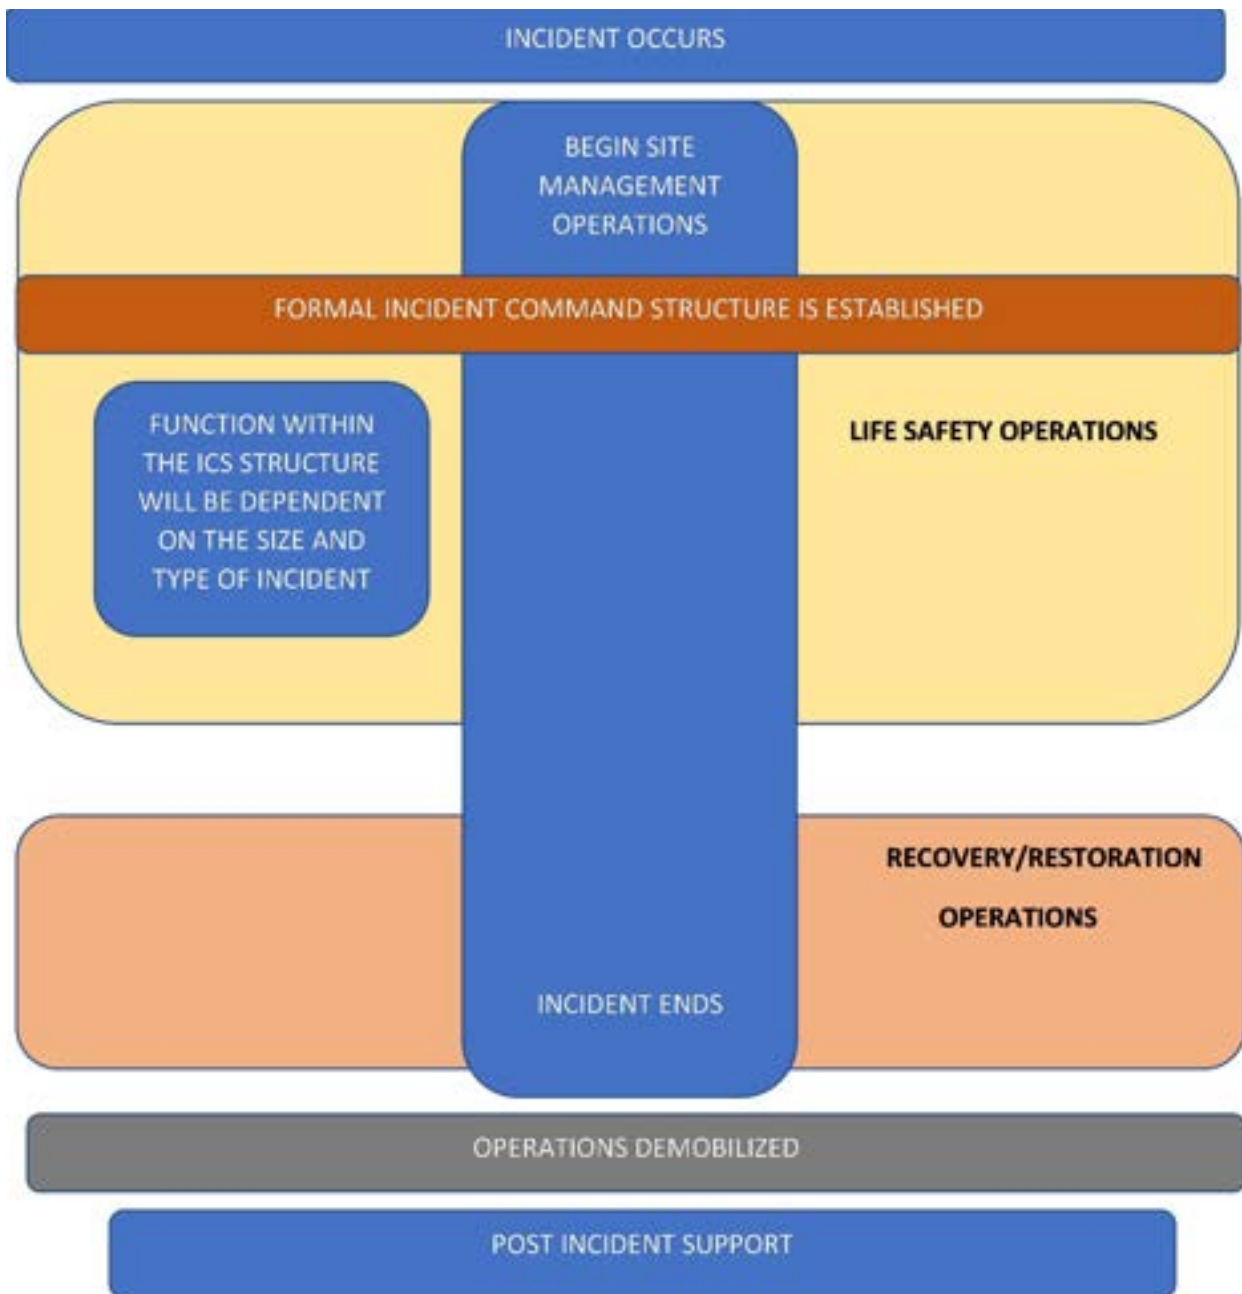 INCIDENT OCCURS
BEGIN SITE
MANAGEMENT
OPERATIONS
FORMAL INCIDENT COMMAND STRUCTURE IS ESTABLISHED
FUNCTION WITHIN
THE ICS STRUCTURE
WILL BE DEPENDENT
ON THE SIZE AND
TYPE OF INCIDENT
LIFE SAFETY OPERATIONS
RECOVERY/RESTORATION
OPERATIONS
INCIDENT ENDS
OPERATIONS DEMOBILIZED
POST INCIDENT SUPPORT